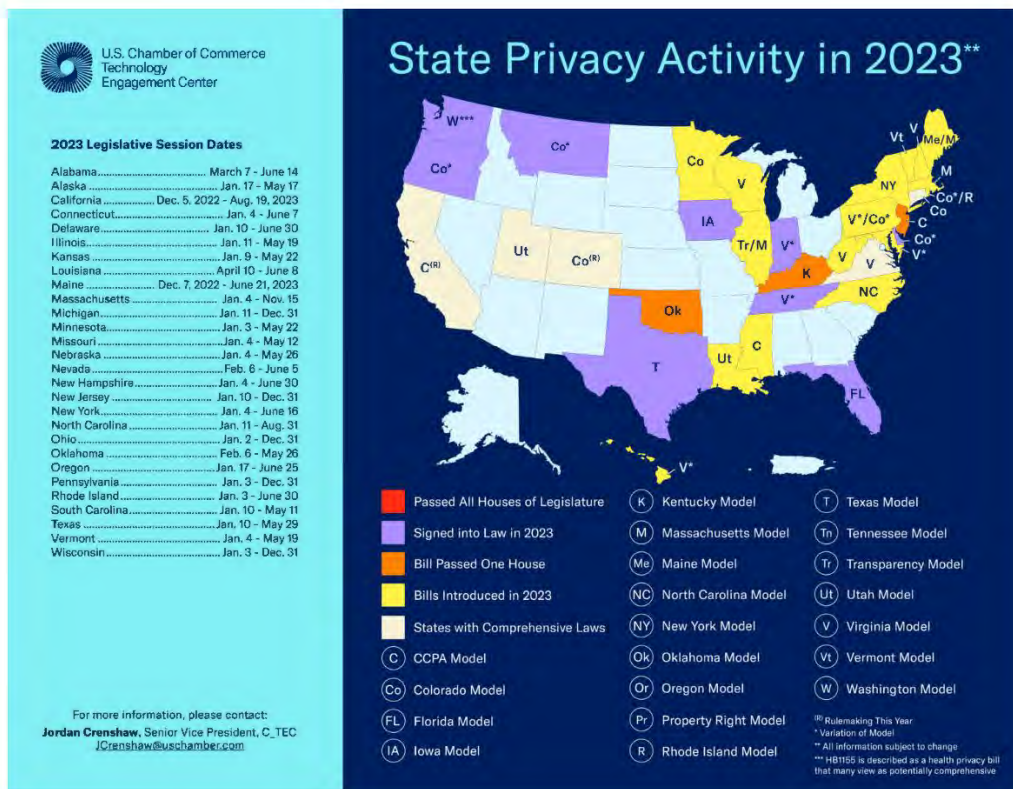 U.S. Chamber of Commerce
Technology
Engagement Center
2023 Legislative Session Dates
Alabama.................................... March 7 - June 14
Alaska ........................................... Jan. 17 - May 17
California ................. Dec. 5, 2022 - Aug. 19, 2023
Connecticut.................................... Jan. 4 - June 7
Delaware...................................... Jan. 10 - June 30
Illinois............................................ Jan. 11 - May 19
Kansas .......................................... Jan. 9 - May 22
Louisiana ...................................... April 10 - June 8
Maine ........................ Dec. 7, 2022 - June 21, 2023
Massachusetts ............................. Jan. 4 - Nov. 15
Michigan....................................... Jan. 11 - Dec. 31
Minnesota...................................... Jan. 3 - May 22
Missouri ......................................... Jan. 4 - May 12
Nebraska ....................................... Jan. 4 - May 26
Nevada ........................................... Feb. 6 - June 5
New Hampshire............................ Jan. 4 - June 30
New Jersey .................................. Jan. 10 - Dec. 31
New York....................................... Jan. 4 - June 16
North Carolina ............................. Jan. 11 - Aug. 31
Ohio ............................................... Jan. 2 - Dec. 31
Oklahoma ...................................... Feb. 6 - May 26
Oregon ......................................... Jan. 17 - June 25
Pennsylvania ................................. Jan. 3 - Dec. 31
Rhode Island ................................. Jan. 3 - June 30
South Carolina.............................. Jan. 10 - May 11
Texas ............................................ Jan. 10 - May 29
Vermont ......................................... Jan. 4 - May 19
Wisconsin ...................................... Jan. 3 - Dec. 31
For more information, please contact:
Jordan Crenshaw, Senior Vice President, C_TEC
JCrenshaw@uschamber.com
State Privacy Activity in 2023**
W***
Co*
Co*
C(R)
Ut
Co(R)
Co
V
IA
Tr/M
V*
K
V*
Ok
T
Ut
C
FL
NC
V
V
V*/Co*
NY
Vt
V
Me/M
M
Co*/R
Co
C
Co*
V*
V*
Passed All Houses of Legislature
Signed into Law in 2023
Bill Passed One House
Bills Introduced in 2023
States with Comprehensive Laws
C CCPA Model
Co Colorado Model
FL Florida Model
IA Iowa Model
K Kentucky Model
M Massachusetts Model
Me Maine Model
NC North Carolina Model
NY New York Model
Ok Oklahoma Model
Or Oregon Model
Pr Property Right Model
R Rhode Island Model
T Texas Model
Tn Tennessee Model
Tr Transparency Model
Ut Utah Model
V Virginia Model
Vt Vermont Model
W Washington Model
(R) Rulemaking This Year
* Variation of Model
** All information subject to change
*** HB1155 is described as a health privacy bill
that many view as potentially comprehensive